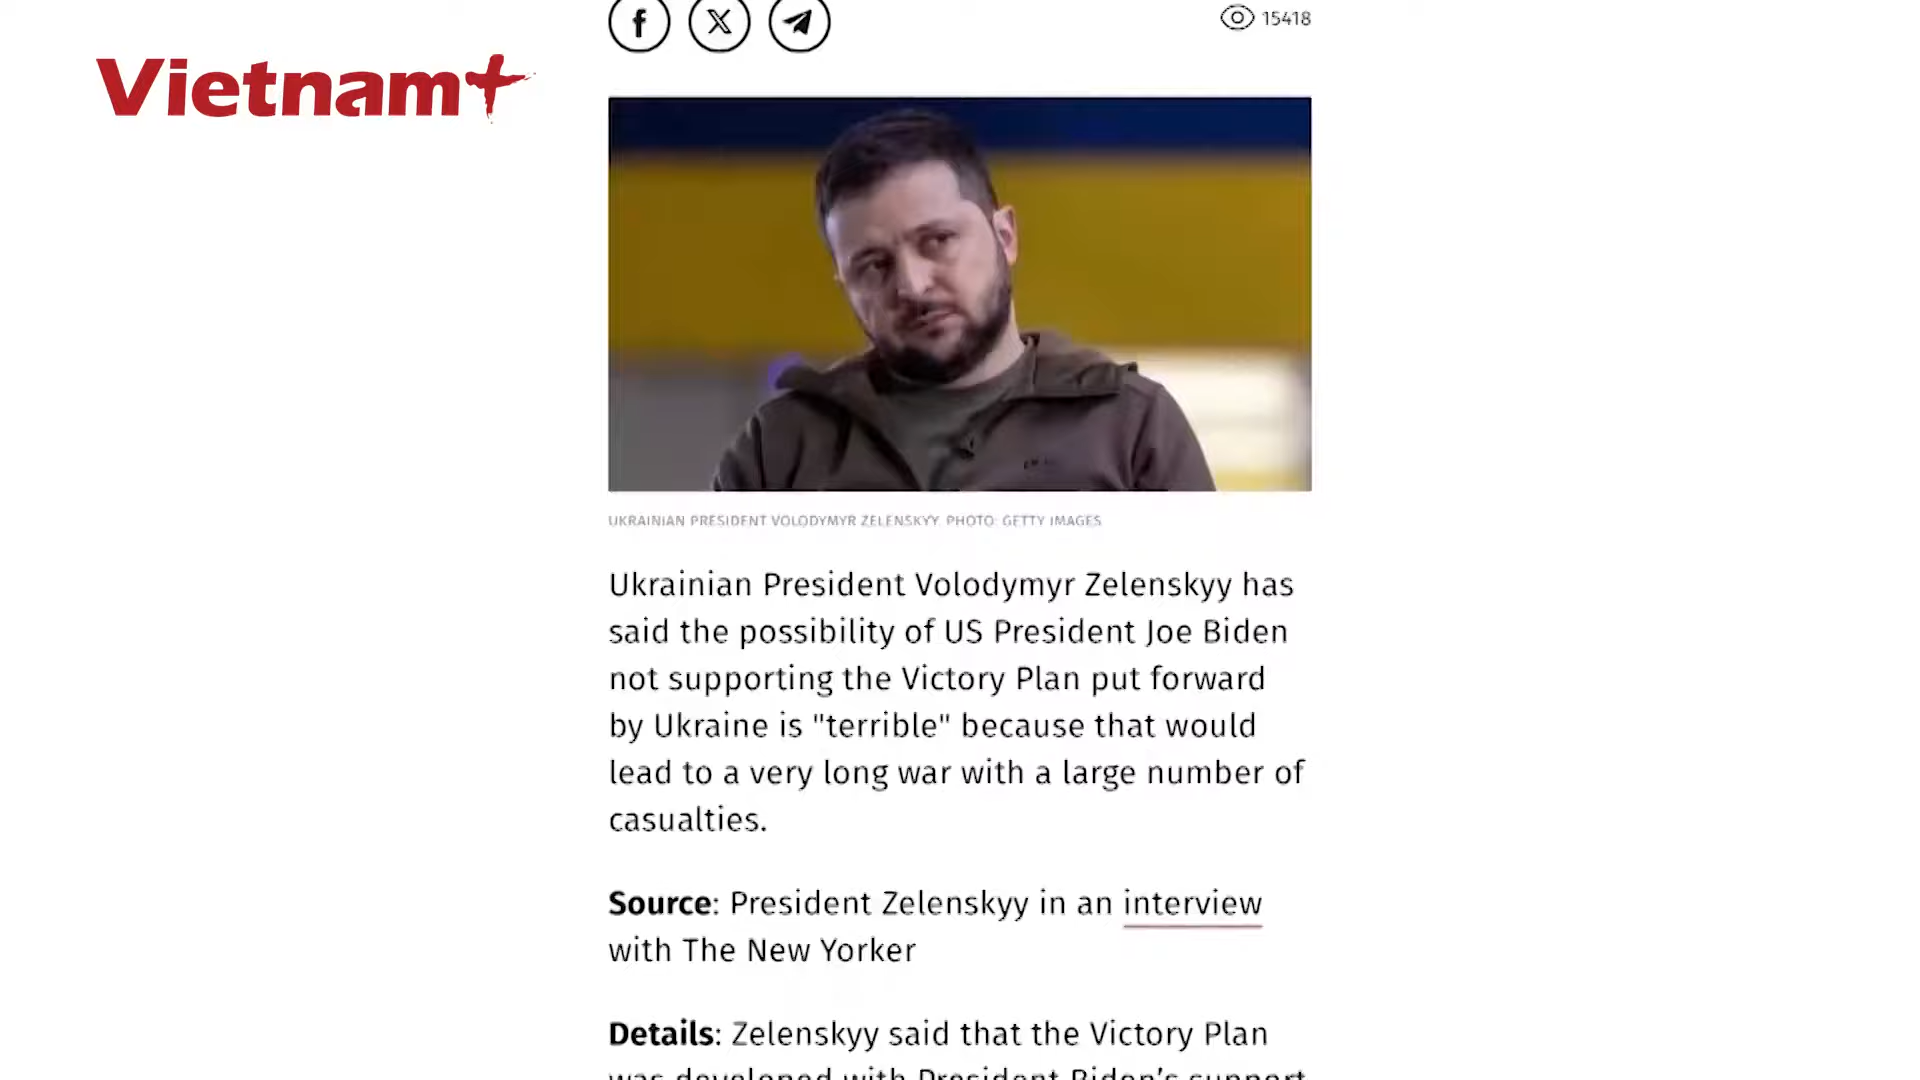 15418
Vietnam+
UKRAINIAN PRESIDENT VOLODYMYR ZELENSKYY. PHOTO: GETTY IMAGES
Ukrainian President Volodymyr Zelenskyy has
said the possibility of US President Joe Biden
not supporting the Victory Plan put forward
by Ukraine is "terrible" because that would
lead to a very long war with a large number of
casualties.
Source: President Zelenskyy in an interview
with The New Yorker
Details: Zelenskyy said that the Victory Plan
was developed with President Biden's support